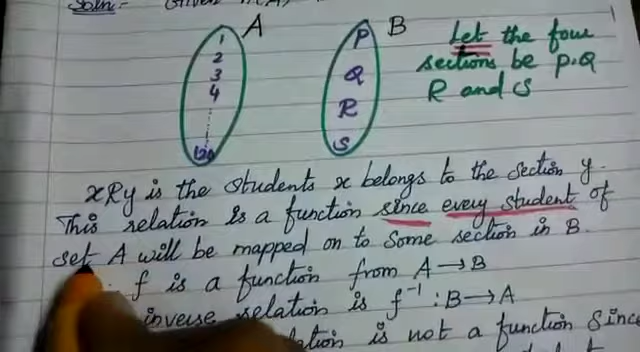 Soln:- Given
A
B
1
2
3
4
120
P
Q
R
S
Let the four
sections be P, Q
R and S
xRy is the students x belongs to the section y.
This relation is a function since every student of
set A will be mapped on to some section in B.
f is a function from A → B
inverse relation is f⁻¹ : B → A
is not a function since